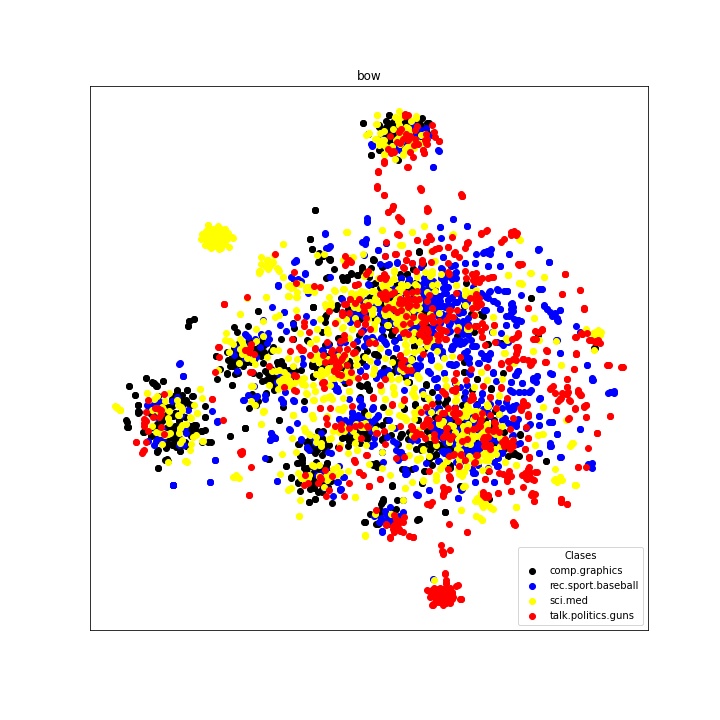 bow
Clases
comp.graphics
rec.sport.baseball
sci.med
talk.politics.guns